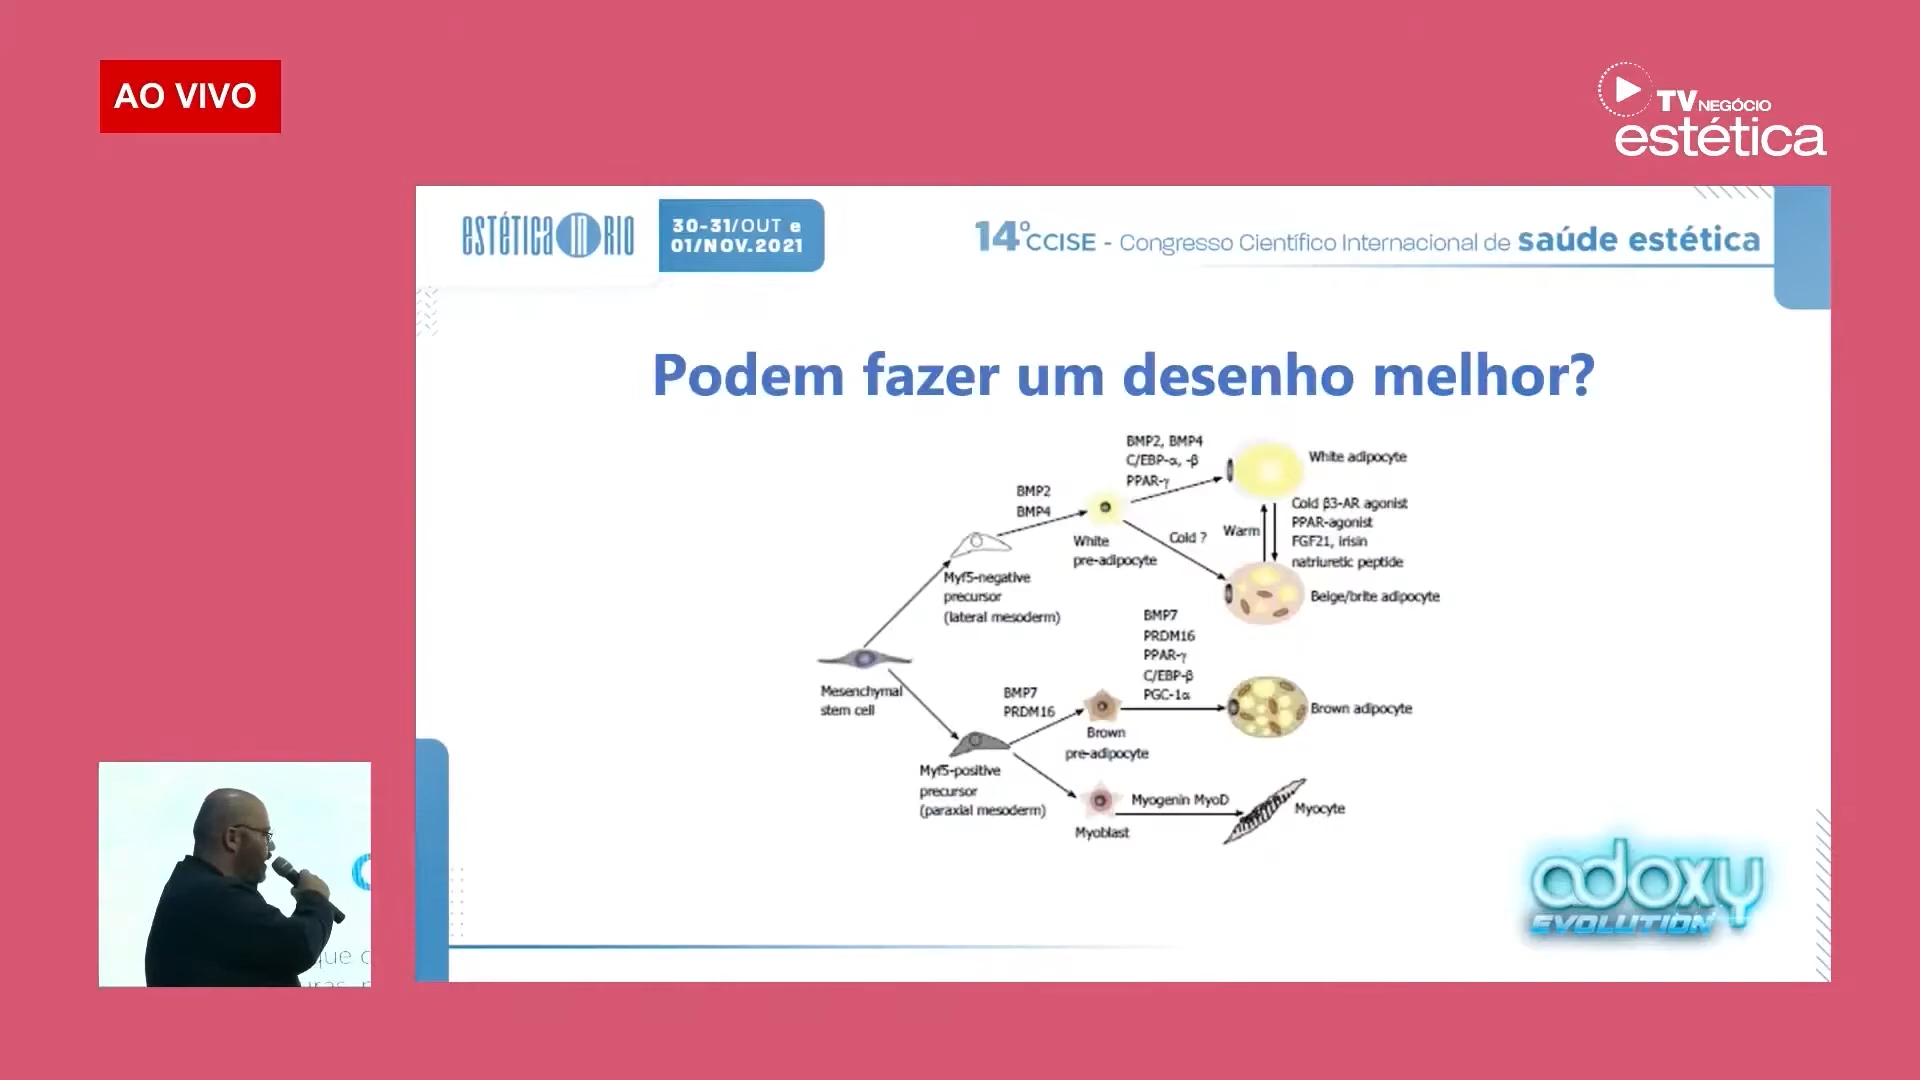 AO VIVO
TV NEGÓCIO
estética
ESTÉTICA IN RIO
30-31/OUT e
01/NOV.2021
14º CCISE - Congresso Científico Internacional de saúde estética
Podem fazer um desenho melhor?
BMP2, BMP4
C/EBP-α, -β
PPAR-γ
White adipocyte
BMP2
BMP4
Cold β3-AR agonist
PPAR-agonist
FGF21, irisin
natriuretic peptide
Warm
Cold ?
White
pre-adipocyte
Myf5-negative
precursor
(lateral mesoderm)
Beige/brite adipocyte
BMP7
PRDM16
PPAR-γ
C/EBP-β
PGC-1α
Mesenchymal
stem cell
BMP7
PRDM16
Brown adipocyte
Brown
pre-adipocyte
Myf5-positive
precursor
(paraxial mesoderm)
Myogenin MyoD
Myocyte
Myoblast
adoxy
EVOLUTION